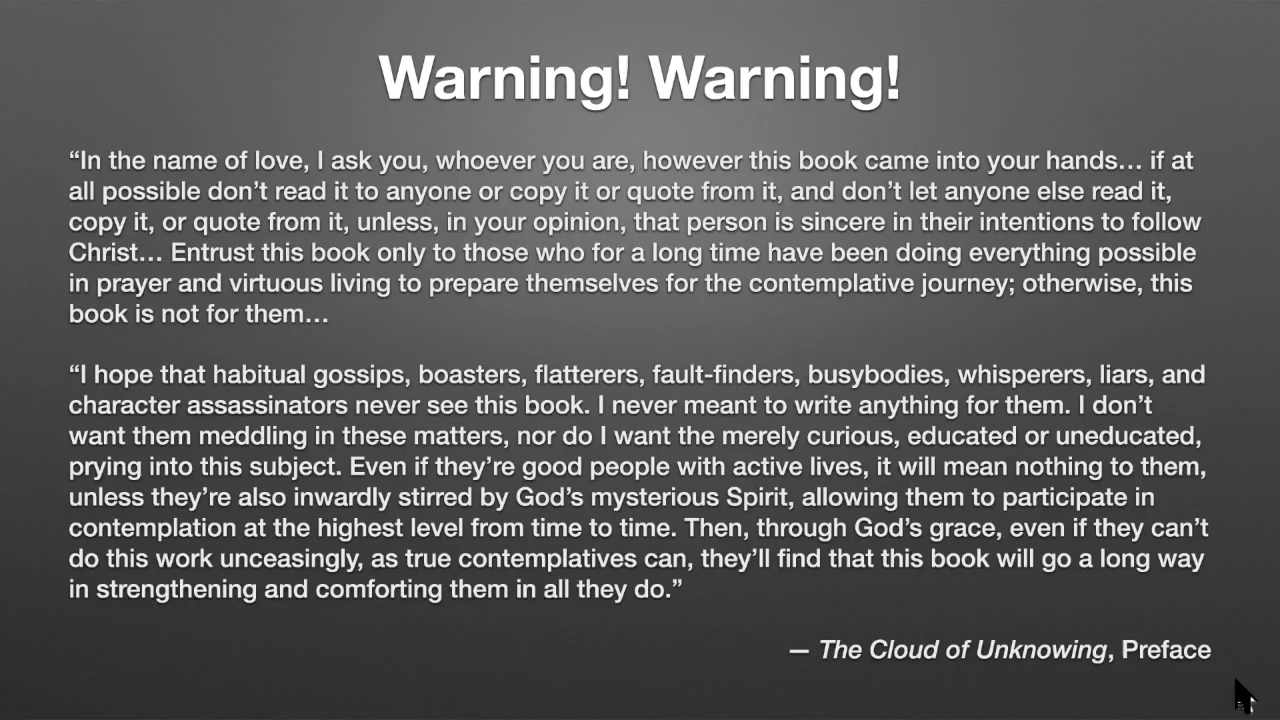 Warning! Warning!
“In the name of love, I ask you, whoever you are, however this book came into your hands… if at
all possible don’t read it to anyone or copy it or quote from it, and don’t let anyone else read it,
copy it, or quote from it, unless, in your opinion, that person is sincere in their intentions to follow
Christ… Entrust this book only to those who for a long time have been doing everything possible
in prayer and virtuous living to prepare themselves for the contemplative journey; otherwise, this
book is not for them…
“I hope that habitual gossips, boasters, flatterers, fault-finders, busybodies, whisperers, liars, and
character assassinators never see this book. I never meant to write anything for them. I don’t
want them meddling in these matters, nor do I want the merely curious, educated or uneducated,
prying into this subject. Even if they’re good people with active lives, it will mean nothing to them,
unless they’re also inwardly stirred by God’s mysterious Spirit, allowing them to participate in
contemplation at the highest level from time to time. Then, through God’s grace, even if they can’t
do this work unceasingly, as true contemplatives can, they’ll find that this book will go a long way
in strengthening and comforting them in all they do.”
— The Cloud of Unknowing, Preface